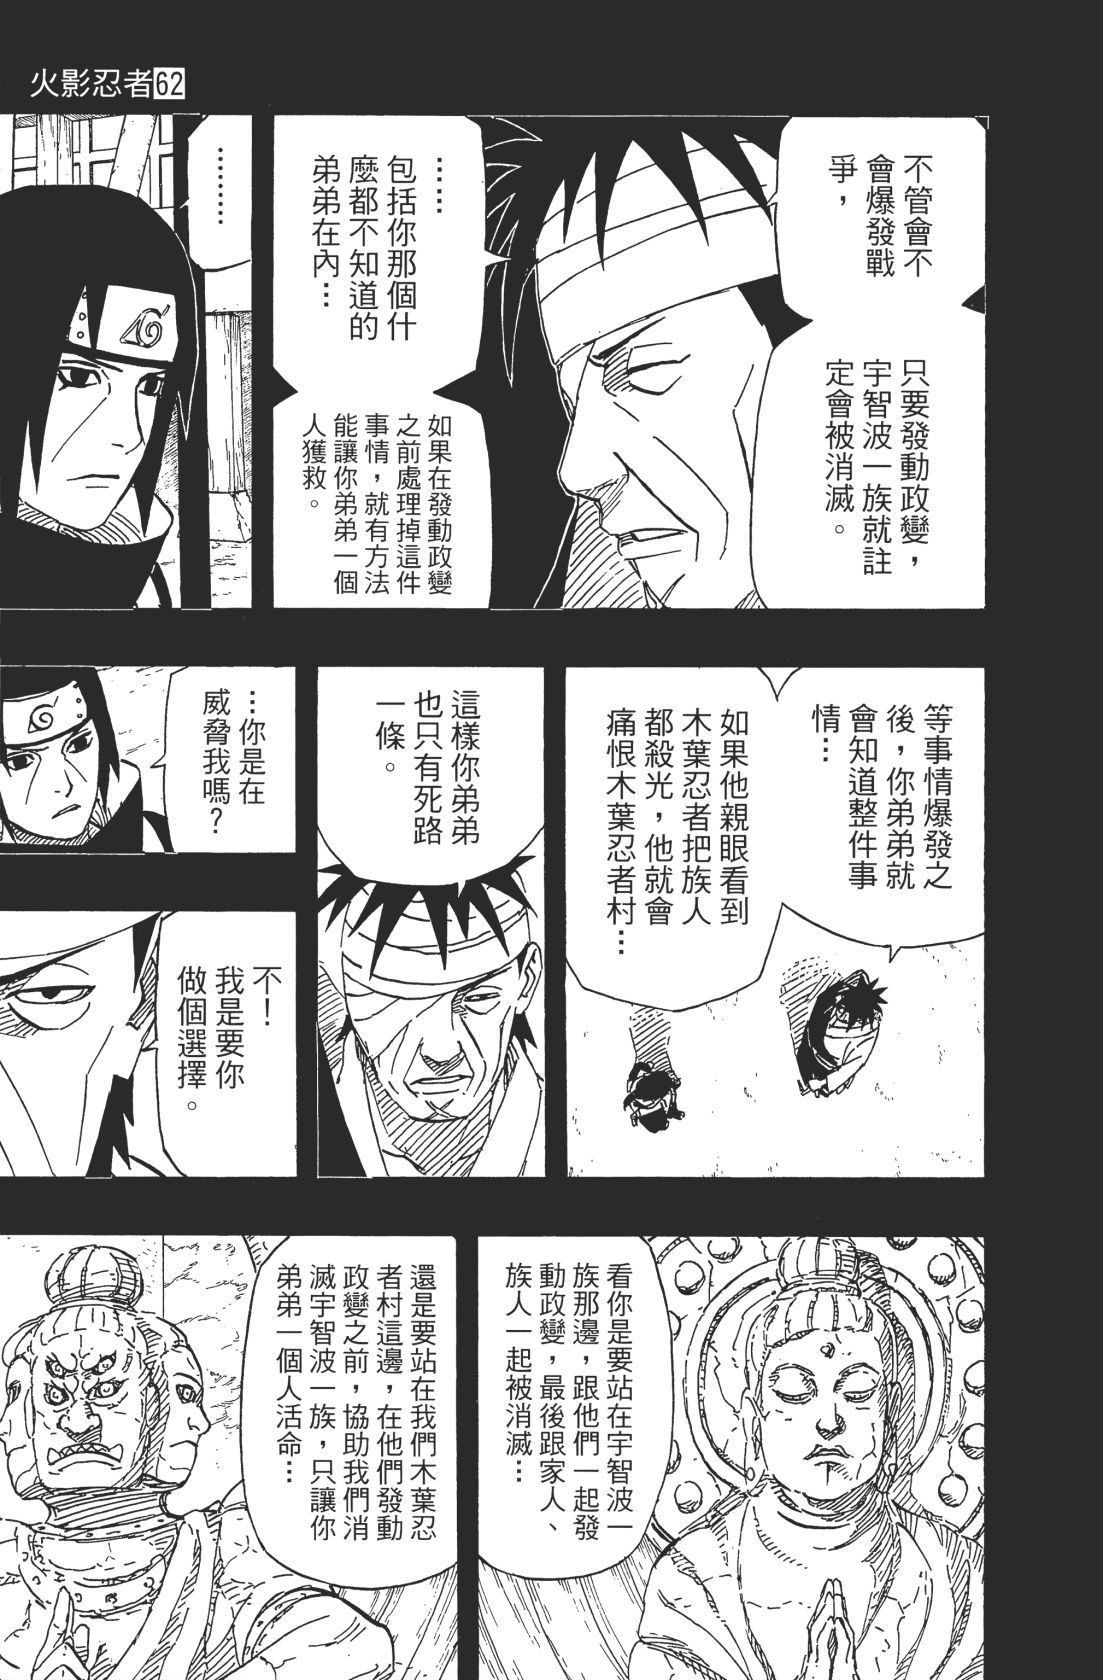 火影忍者62
不管會不
會爆發戰
爭，
只要發動政變，
宇智波一族就註
定會被消滅。
……
包括你那個什
麼都不知道的
弟弟在內…
如果在發動政變
之前處理掉這件
事情，就有方法
能讓你弟弟一個
人獲救。
………
等事情爆發之
後，你弟弟就
會知道整件事
情…
如果他親眼看到
木葉忍者把族人
都殺光，他就會
痛恨木葉忍者村…
這樣你弟弟
也只有死路
一條。
…你是在
威脅我嗎？
不！
我是要你
做個選擇。
看你是要站在宇智波一
族那邊，跟他們一起發
動政變，最後跟家人、
族人一起被消滅…
還是要站在我們木葉忍
者村這邊，在他們發動
政變之前，協助我們消
滅宇智波一族，只讓你
弟弟一個人活命…